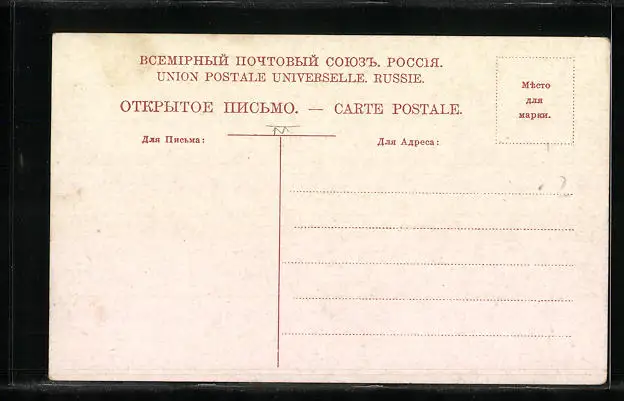 ВСЕМІРНЫЙ ПОЧТОВЫЙ СОЮЗЪ. РОССІЯ.
UNION POSTALE UNIVERSELLE. RUSSIE.
ОТКРЫТОЕ ПИСЬМО. — CARTE POSTALE.
Мѣсто
для
марки.
Для Письма:
Для Адреса: